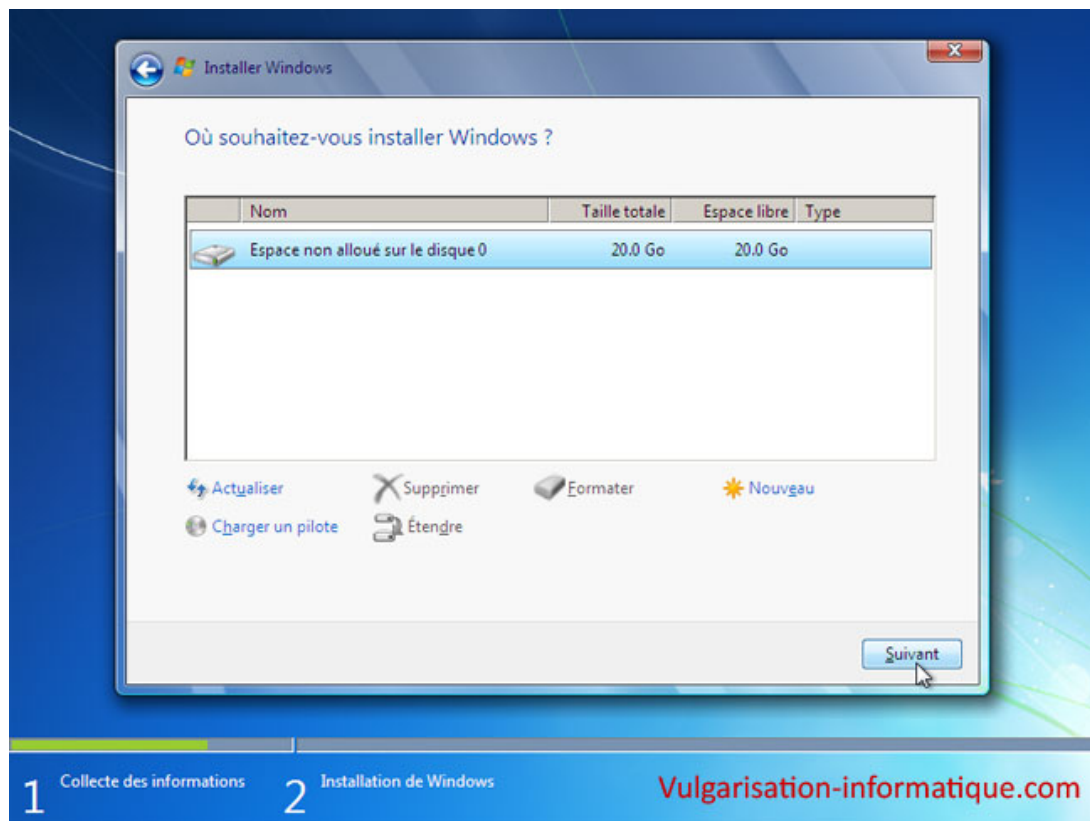 Installer Windows
Où souhaitez-vous installer Windows ?
Nom Taille totale Espace libre Type
Espace non alloué sur le disque 0 20.0 Go 20.0 Go
Actualiser Supprimer Formater Nouveau
Charger un pilote Étendre
Suivant
1 Collecte des informations 2 Installation de Windows
Vulgarisation-informatique.com